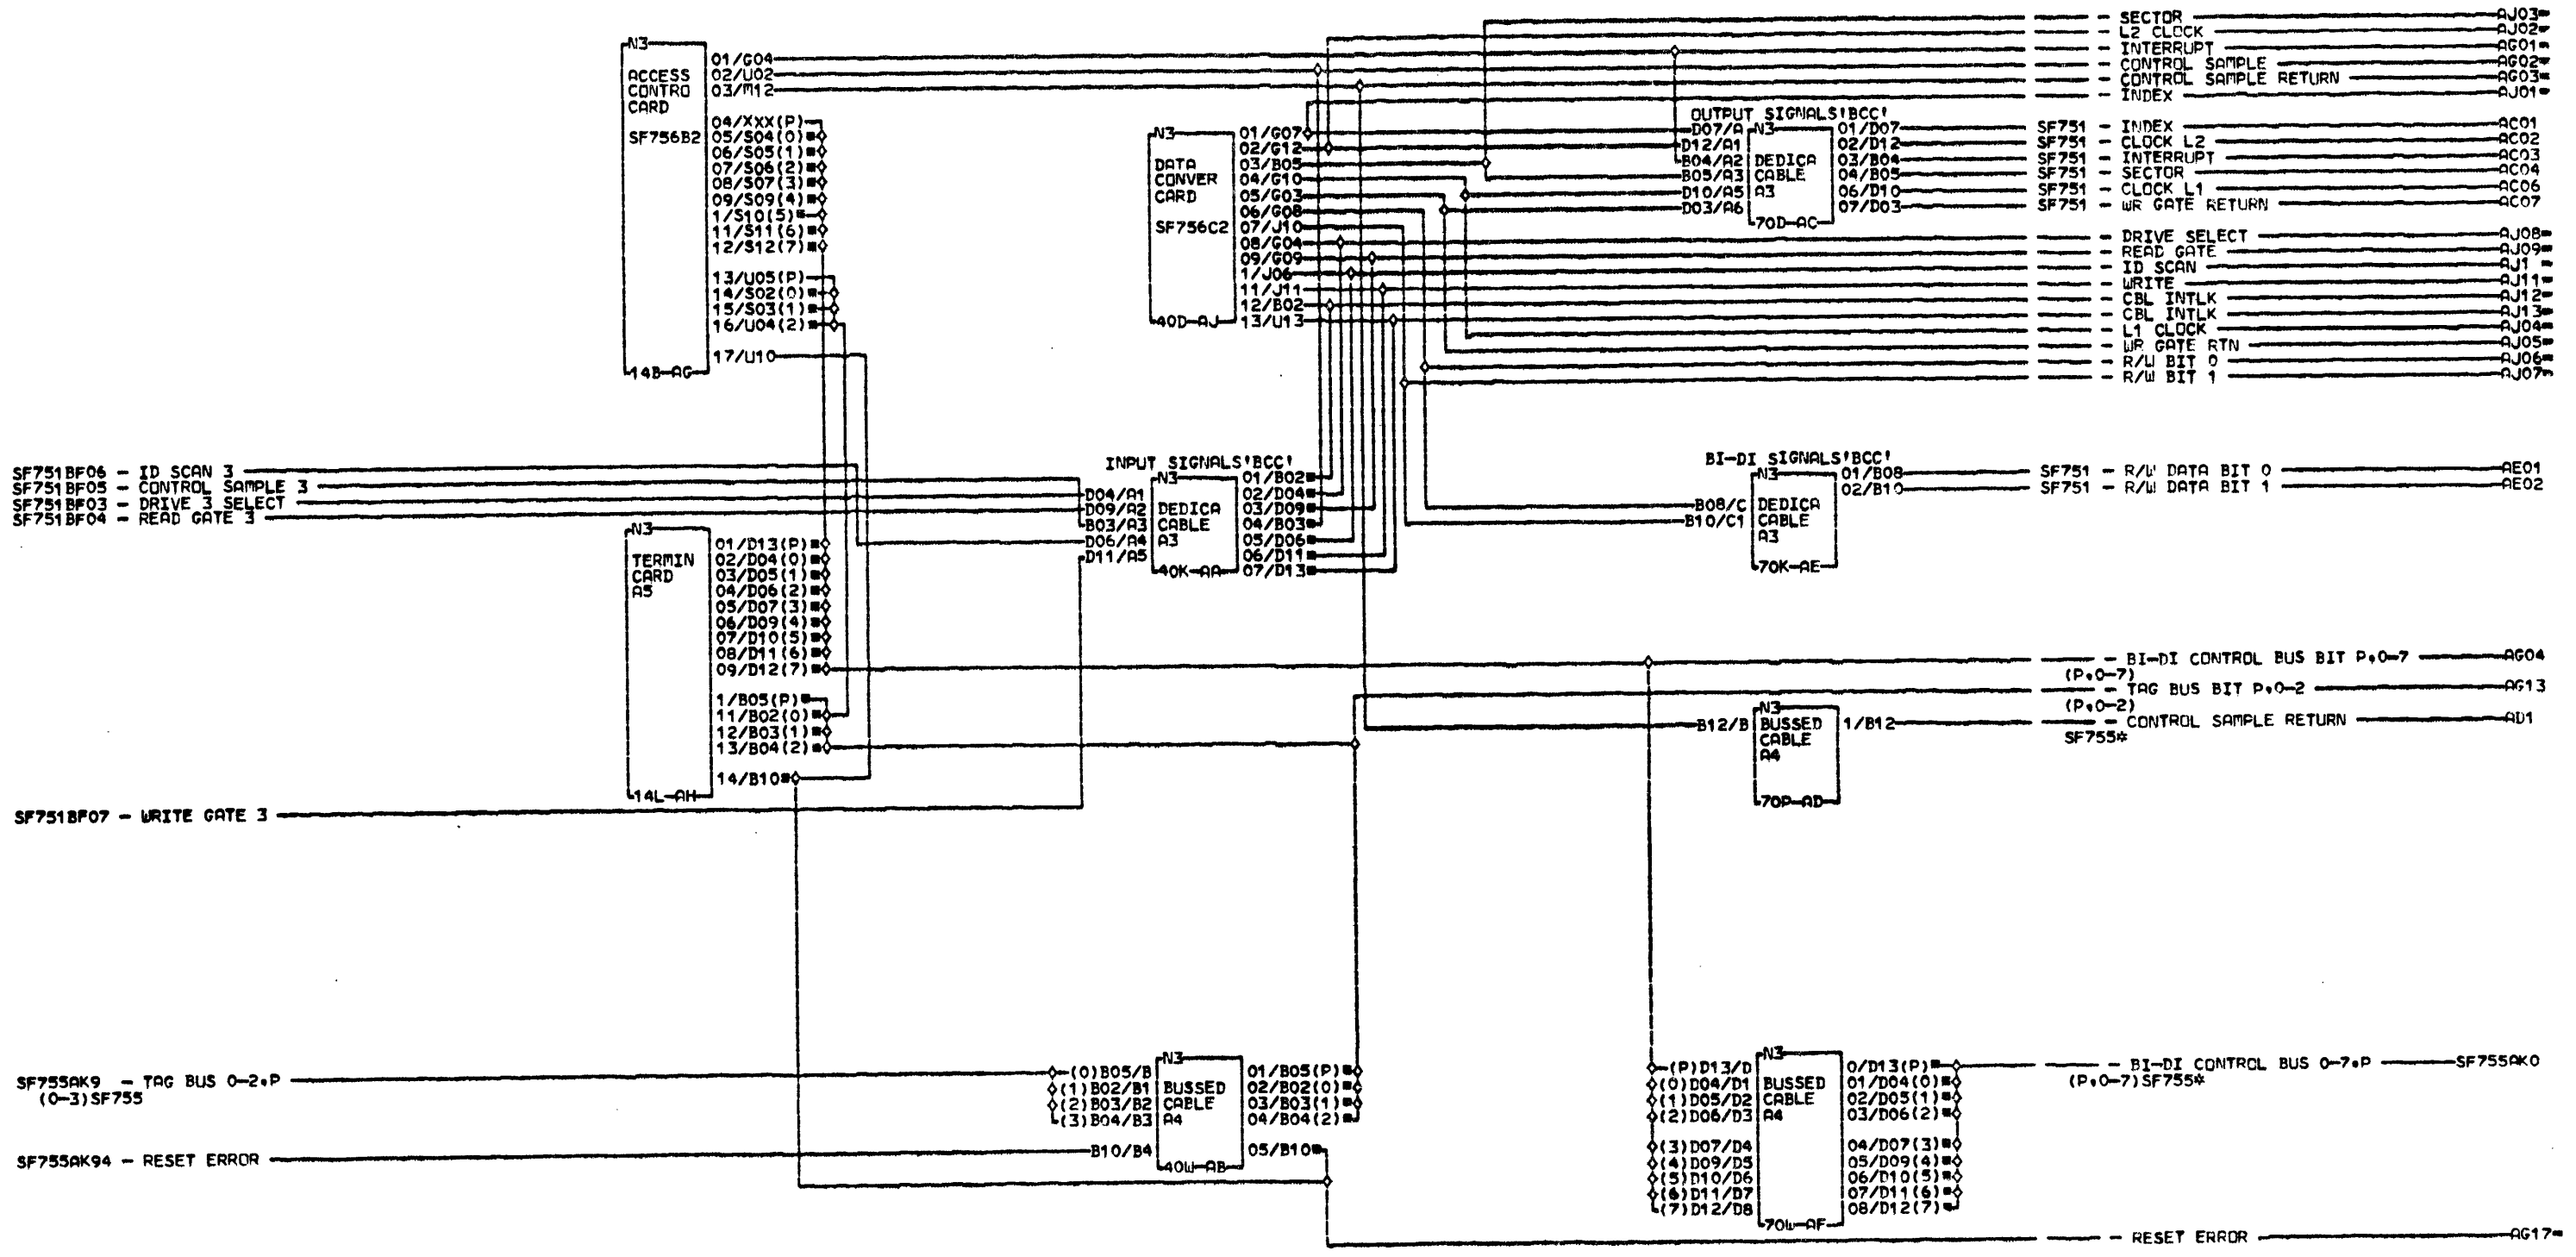 — SECTOR AJ03
— L2 CLOCK AJ02
— INTERRUPT AG01
— CONTROL SAMPLE AG02
— CONTROL SAMPLE RETURN AG03
— INDEX AJ01
N3
ACCESS
CONTRO
CARD
SF756B2
14B-AG
01/G04
02/U02
03/M12
04/XXX(P)
05/S04(0)
06/S05(1)
07/S06(2)
08/S07(3)
09/S09(4)
1/S10(5)
11/S11(6)
12/S12(7)
13/U05(P)
14/S02(0)
15/S03(1)
16/U04(2)
17/U10
N3
DATA
CONVER
CARD
SF756C2
40D-AJ
01/G07
02/G12
03/B05
04/G10
05/G03
06/G08
07/J10
08/G04
09/G09
1/J06
11/J11
12/B02
13/U13
OUTPUT SIGNALS'BCC'
D07/A
D12/A1
B04/A2
B05/A3
D10/A5
D03/A6
N3
DEDICA
CABLE
A3
70D-AC
01/D07 SF751 - INDEX AC01
02/D12 SF751 - CLOCK L2 AC02
03/B04 SF751 - INTERRUPT AC03
04/B05 SF751 - SECTOR AC04
06/D10 SF751 - CLOCK L1 AC06
07/D03 SF751 - WR GATE RETURN AC07
— DRIVE SELECT AJ08
— READ GATE AJ09
— ID SCAN AJ1
— WRITE AJ11
— CBL INTLK AJ12
— CBL INTLK AJ13
— L1 CLOCK AJ04
— WR GATE RTN AJ05
— R/W BIT 0 AJ06
— R/W BIT 1 AJ07
SF751BF06 - ID SCAN 3
SF751BF05 - CONTROL SAMPLE 3
SF751BF03 - DRIVE 3 SELECT
SF751BF04 - READ GATE 3
INPUT SIGNALS'BCC'
D04/A1
D09/A2
B03/A3
D06/A4
D11/A5
N3
DEDICA
CABLE
A3
40K-AA
01/B02
02/D04
03/D09
04/B03
05/D06
06/D11
07/D13
BI-DI SIGNALS'BCC'
B08/C
B10/C1
N3
DEDICA
CABLE
A3
70K-AE
01/B08 SF751 - R/W DATA BIT 0 AE01
02/B10 SF751 - R/W DATA BIT 1 AE02
N3
TERMIN
CARD
A5
14L-AH
01/D13(P)
02/D04(0)
03/D05(1)
04/D06(2)
05/D07(3)
06/D09(4)
07/D10(5)
08/D11(6)
09/D12(7)
1/B05(P)
11/B02(0)
12/B03(1)
13/B04(2)
14/B10
— BI-DI CONTROL BUS BIT P,0-7 AG04
(P,0-7)
— TAG BUS BIT P,0-2 AG13
(P,0-2)
B12/B
N3
BUSSED
CABLE
A4
70P-AD
1/B12
— CONTROL SAMPLE RETURN AD1
SF755*
SF751BF07 - WRITE GATE 3
SF755AK9 - TAG BUS 0-2,P
(0-3)SF755
SF755AK94 - RESET ERROR
(0)B05/B
(1)B02/B1
(2)B03/B2
(3)B04/B3
B10/B4
N3
BUSSED
CABLE
A4
40W-AB
01/B05(P)
02/B02(0)
03/B03(1)
04/B04(2)
05/B10
(P)D13/D
(0)D04/D1
(1)D05/D2
(2)D06/D3
(3)D07/D4
(4)D09/D5
(5)D10/D6
(6)D11/D7
(7)D12/D8
N3
BUSSED
CABLE
A4
70W-AF
0/D13(P)
01/D04(0)
02/D05(1)
03/D06(2)
04/D07(3)
05/D09(4)
06/D10(5)
07/D11(6)
08/D12(7)
— BI-DI CONTROL BUS 0-7,P SF755AK0
(P,0-7)SF755*
— RESET ERROR AG17